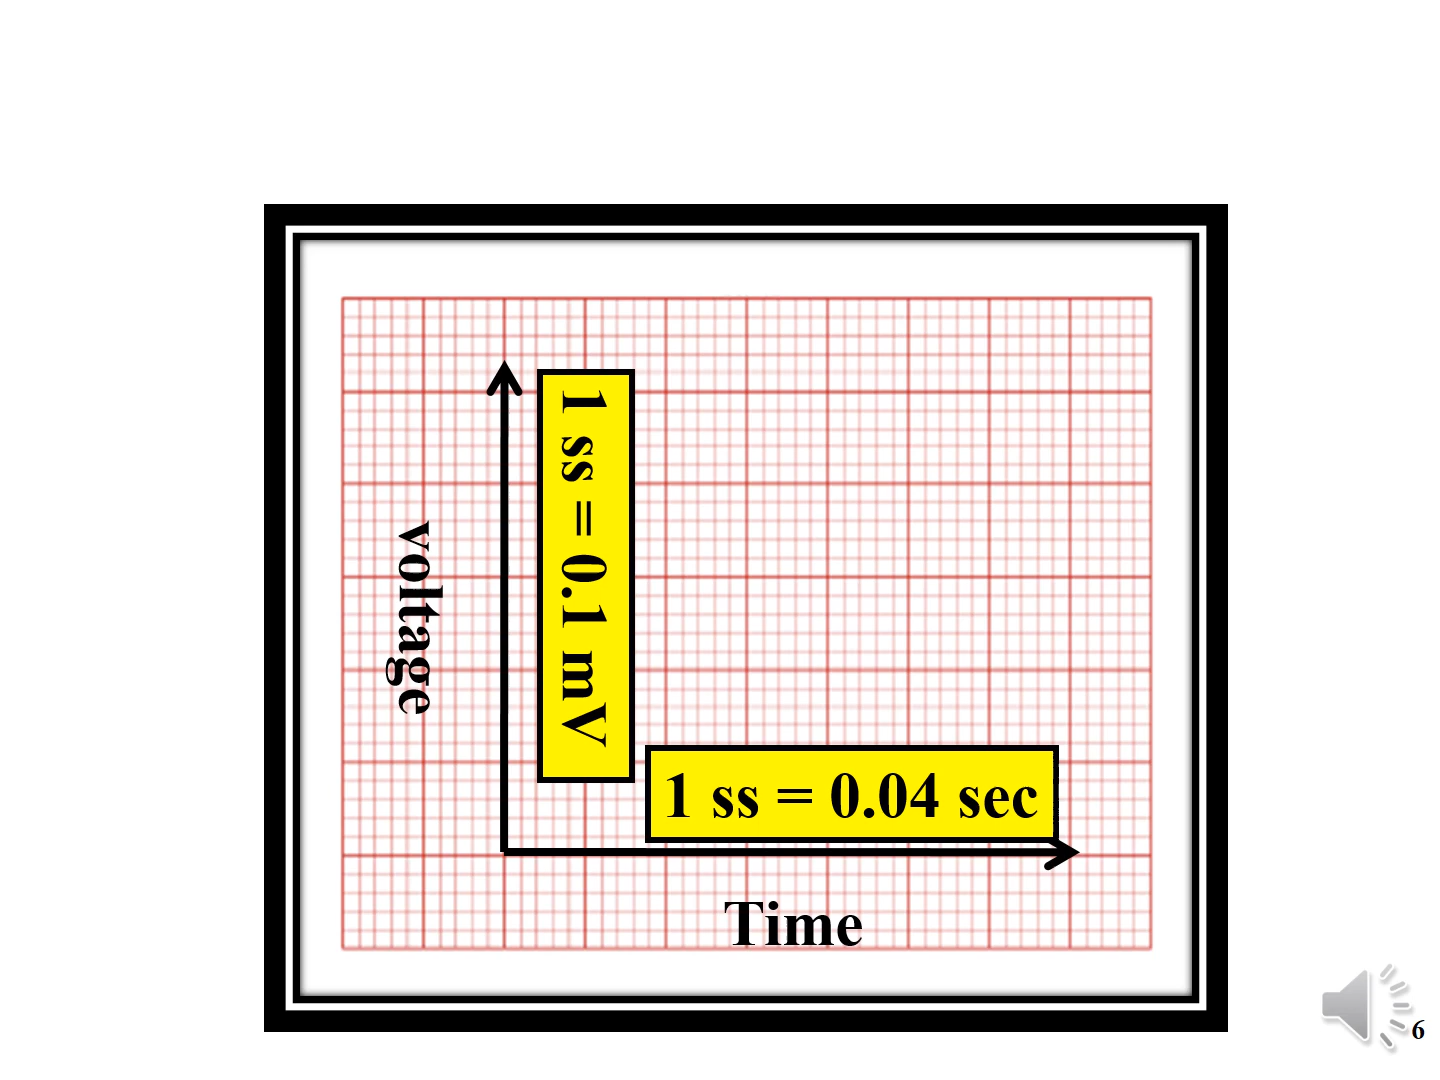 1 ss = 0.1 mV
voltage
1 ss = 0.04 sec
Time
6